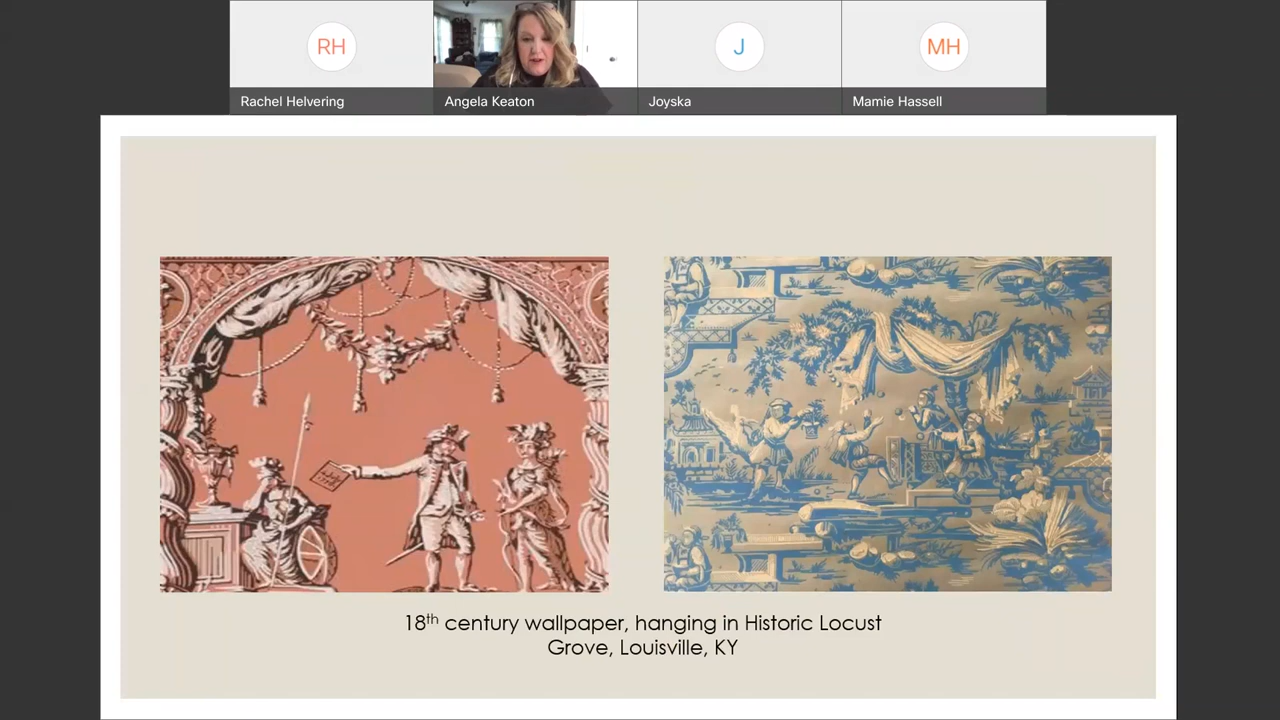 RH
J
MH
Rachel Helvering
Angela Keaton
Joyska
Mamie Hassell
18th century wallpaper, hanging in Historic Locust
Grove, Louisville, KY